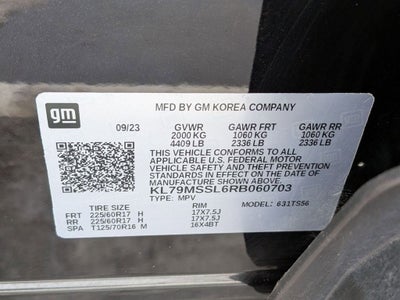 gm
MFD BY GM KOREA COMPANY
09/23 GVWR GAWR FRT GAWR RR
2000 KG 1060 KG 1060 KG
4409 LB 2336 LB 2336 LB
THIS VEHICLE CONFORMS TO ALL
APPLICABLE U.S. FEDERAL MOTOR
VEHICLE SAFETY AND THEFT PREVENTION
STANDARDS IN EFFECT ON THE DATE OF
MANUFACTURE SHOWN ABOVE.
KL79MSSL6RB060703
TYPE: MPV MODEL: 631TS56
TIRE SIZE RIM
FRT 225/60R17 H 17X7.5J
RR 225/60R17 H 17X7.5J
SPA T125/70R16 M 16X4BT